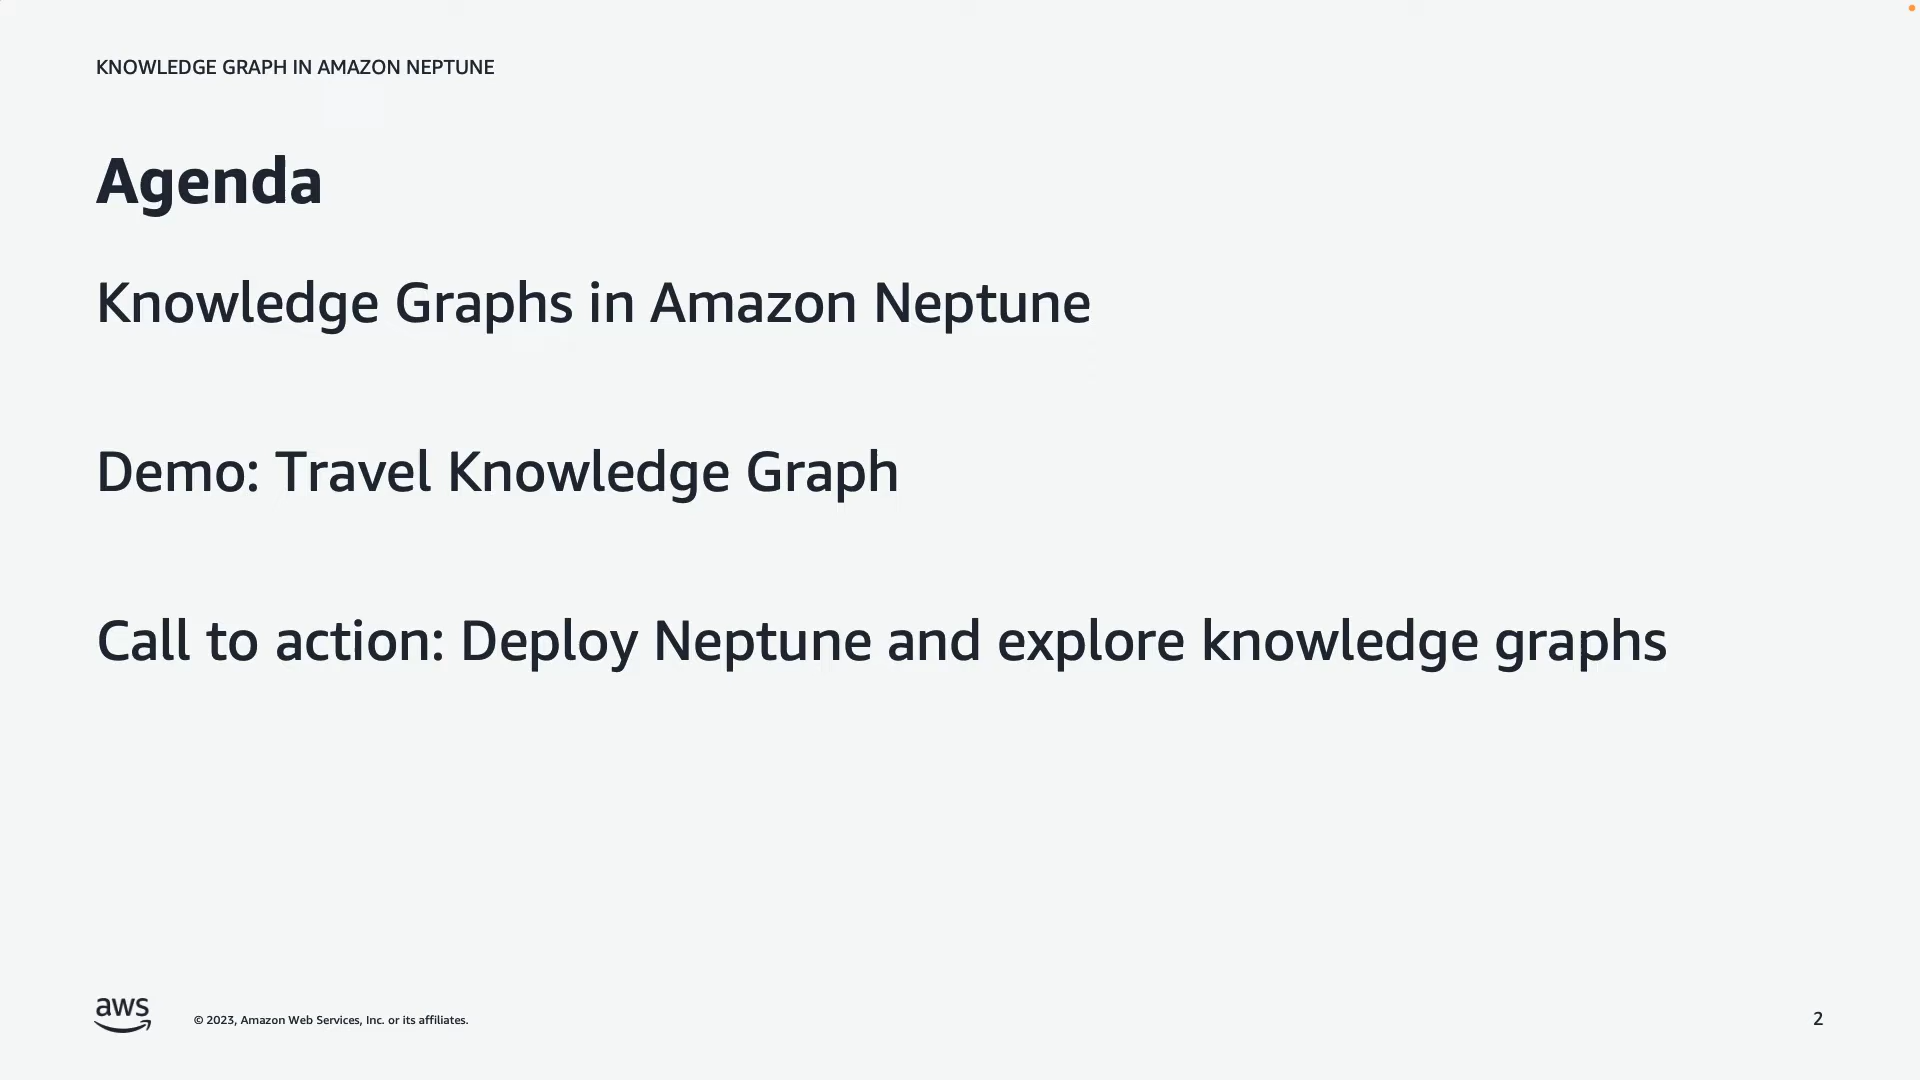 KNOWLEDGE GRAPH IN AMAZON NEPTUNE
Agenda
Knowledge Graphs in Amazon Neptune
Demo: Travel Knowledge Graph
Call to action: Deploy Neptune and explore knowledge graphs
aws
© 2023, Amazon Web Services, Inc. or its affiliates.
2